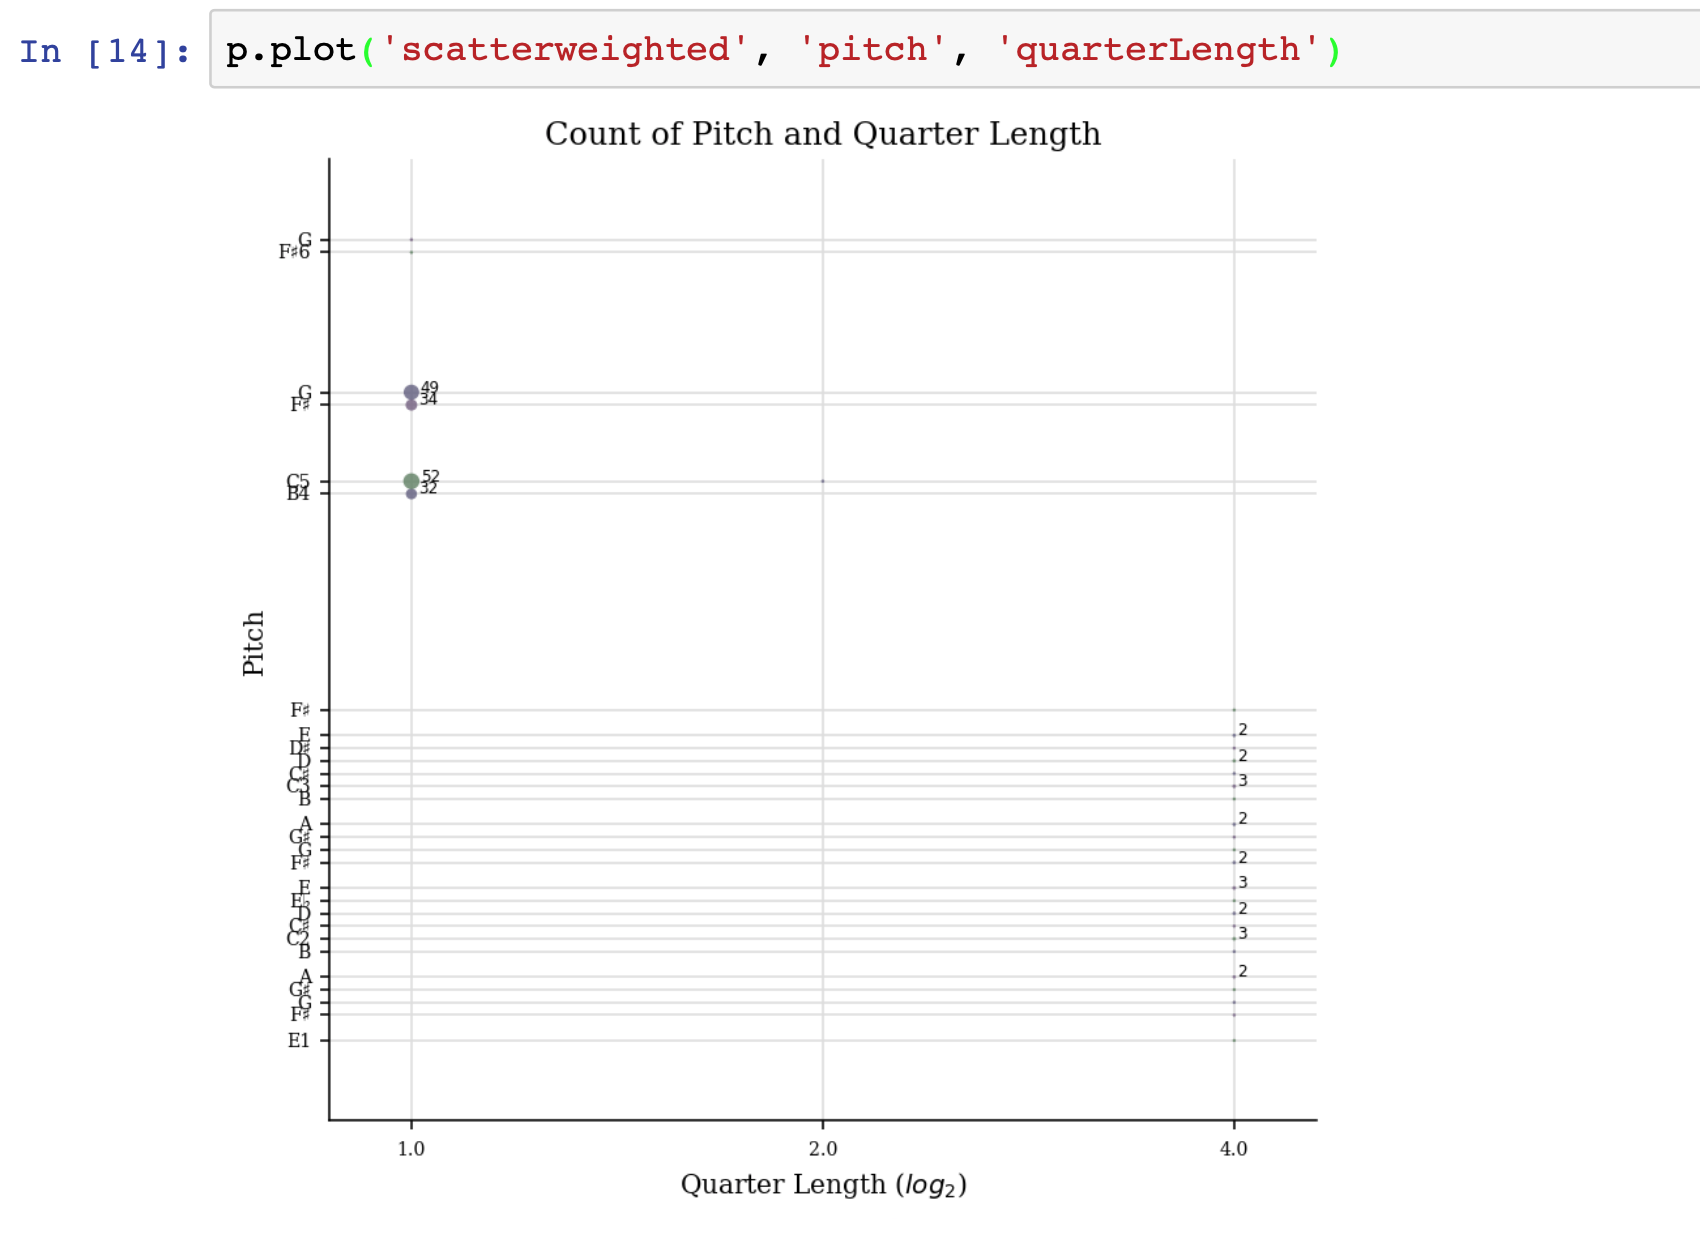 In [14]: p.plot('scatterweighted', 'pitch', 'quarterLength')
Count of Pitch and Quarter Length
G
F♯6
G 49
F♯ 34
C5 52
B4 32
Pitch
F♯
E 2
D♯
D 2
C♯
C3 3
B
A 2
G♯
G
F♯ 2
E 3
E♭
D 2
C♯
C2 3
B
A 2
G♯
G
F♯
E1
1.0 2.0 4.0
Quarter Length (log₂)